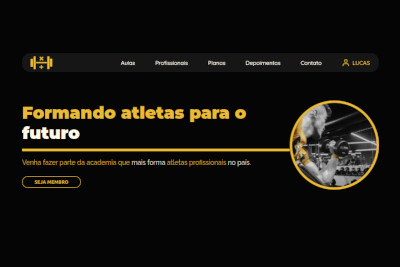 Aulas Profissionais Planos Depoimentos Contato LUCAS
Formando atletas para o
futuro
Venha fazer parte da academia que mais forma atletas profissionais no país.
SEJA MEMBRO